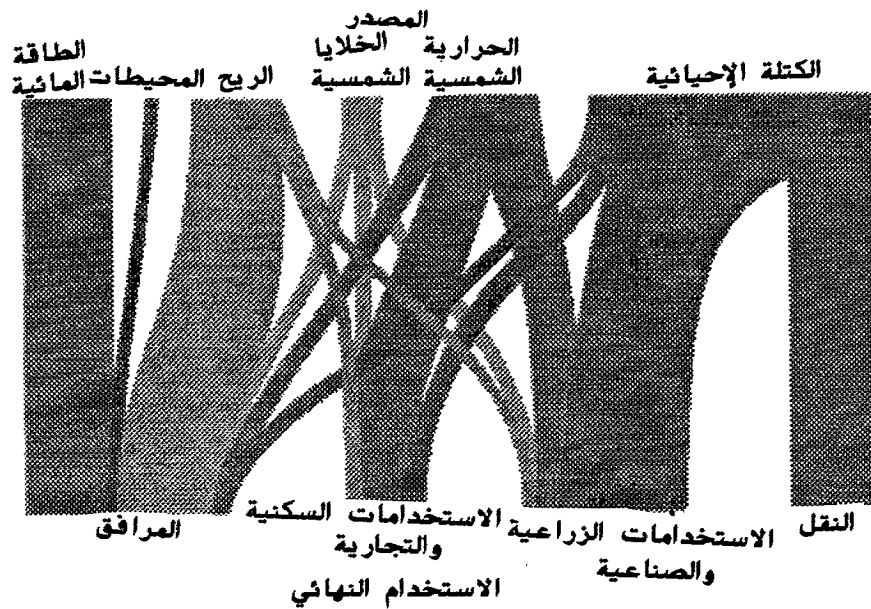 المصدر
الطاقة المائية
المحيطات
الريح
الخلايا الشمسية
الحرارية الشمسية
الكتلة الإحيائية
المرافق
الاستخدامات السكنية والتجارية
الاستخدامات الزراعية والصناعية
النقل
الاستخدام النهائي